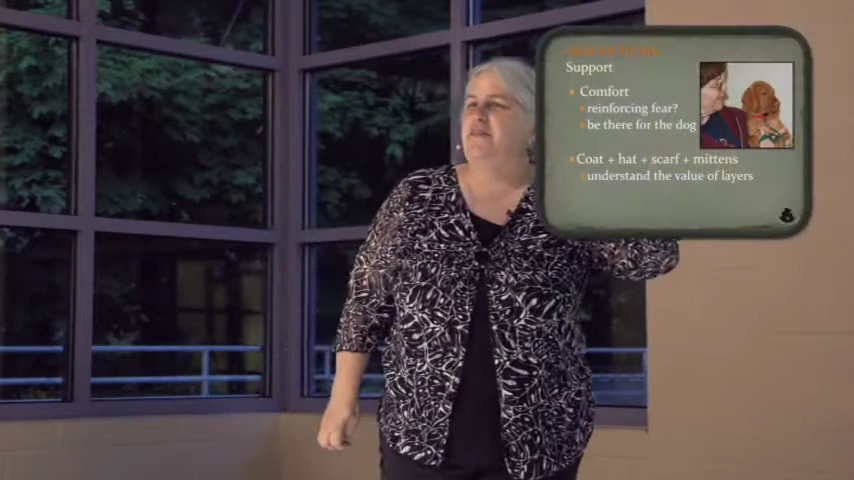 Support
• Comfort
• reinforcing fear?
• be there for the dog
• Coat + hat + scarf + mittens
• understand the value of layers